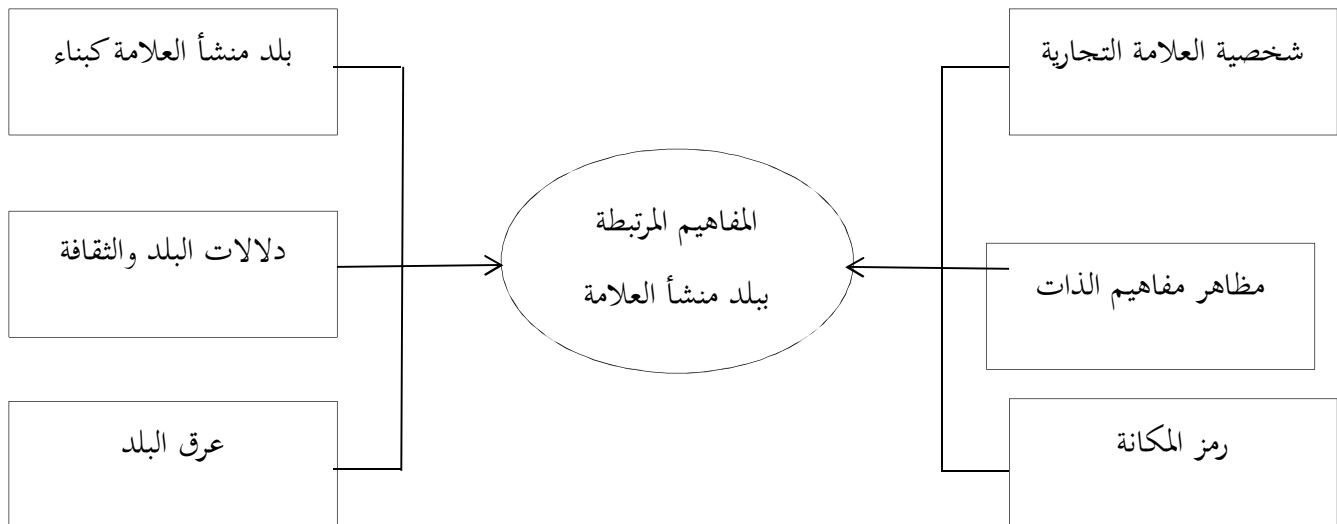 شخصية العلامة التجارية
بلد منشأ العلامة كبناء
المفاهيم المرتبطة
ببلد منشأ العلامة
مظاهر مفاهيم الذات
دلالات البلد والثقافة
رمز المكانة
عرق البلد